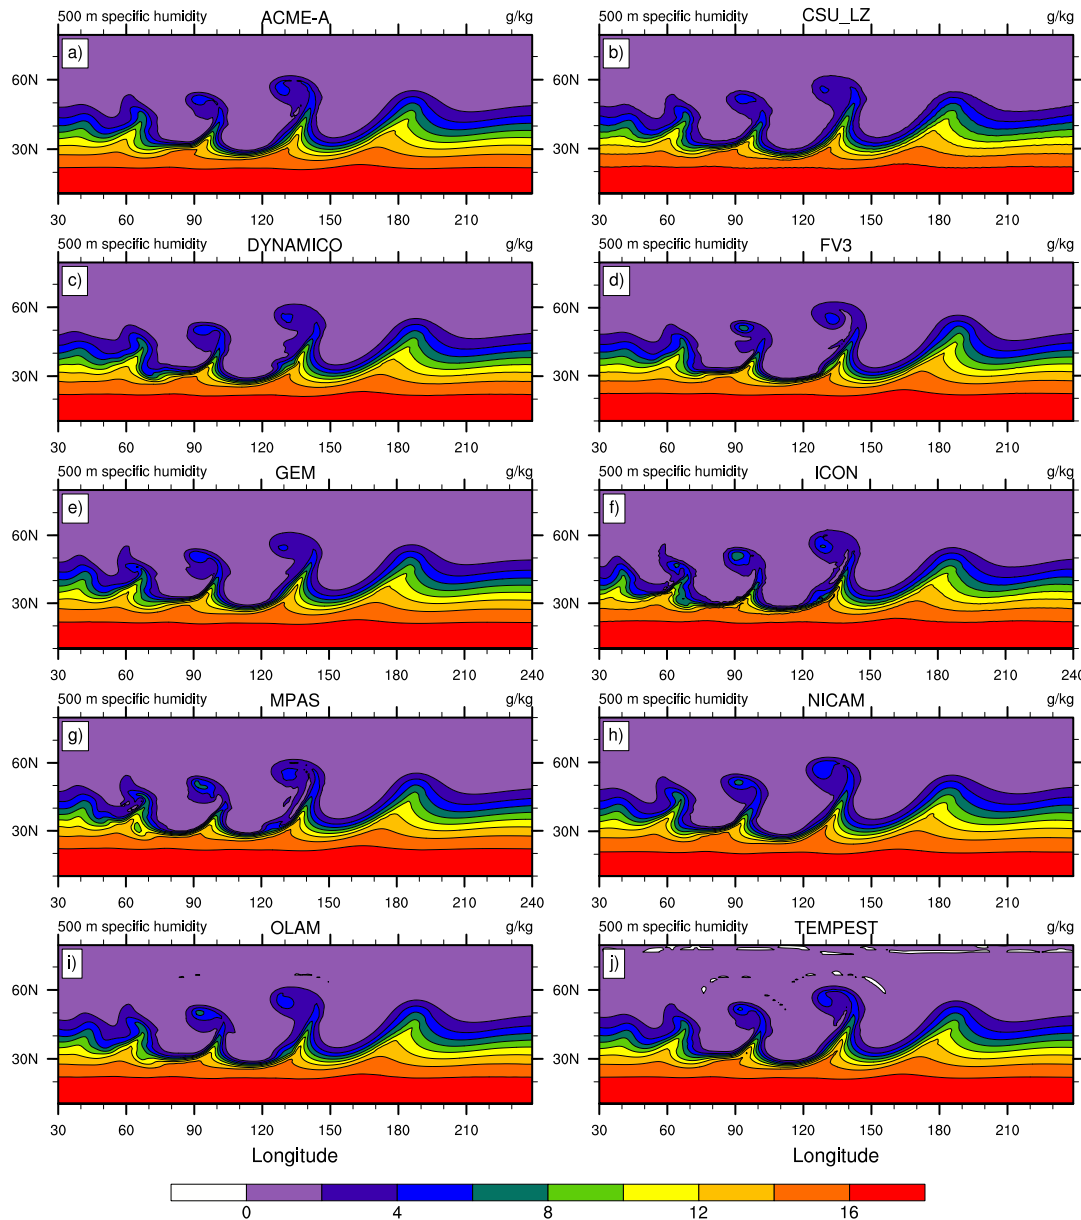 500 m specific humidity ACME-A g/kg
a)
60N
30N
30 60 90 120 150 180 210
500 m specific humidity CSU_LZ g/kg
b)
60N
30N
30 60 90 120 150 180 210
500 m specific humidity DYNAMICO g/kg
c)
60N
30N
30 60 90 120 150 180 210
500 m specific humidity FV3 g/kg
d)
60N
30N
30 60 90 120 150 180 210
500 m specific humidity GEM g/kg
e)
60N
30N
30 60 90 120 150 180 210 240
500 m specific humidity ICON g/kg
f)
60N
30N
30 60 90 120 150 180 210 240
500 m specific humidity MPAS g/kg
g)
60N
30N
30 60 90 120 150 180 210 240
500 m specific humidity NICAM g/kg
h)
60N
30N
30 60 90 120 150 180 210
500 m specific humidity OLAM g/kg
i)
60N
30N
30 60 90 120 150 180 210
Longitude
500 m specific humidity TEMPEST g/kg
j)
60N
30N
30 60 90 120 150 180 210
Longitude
0 4 8 12 16